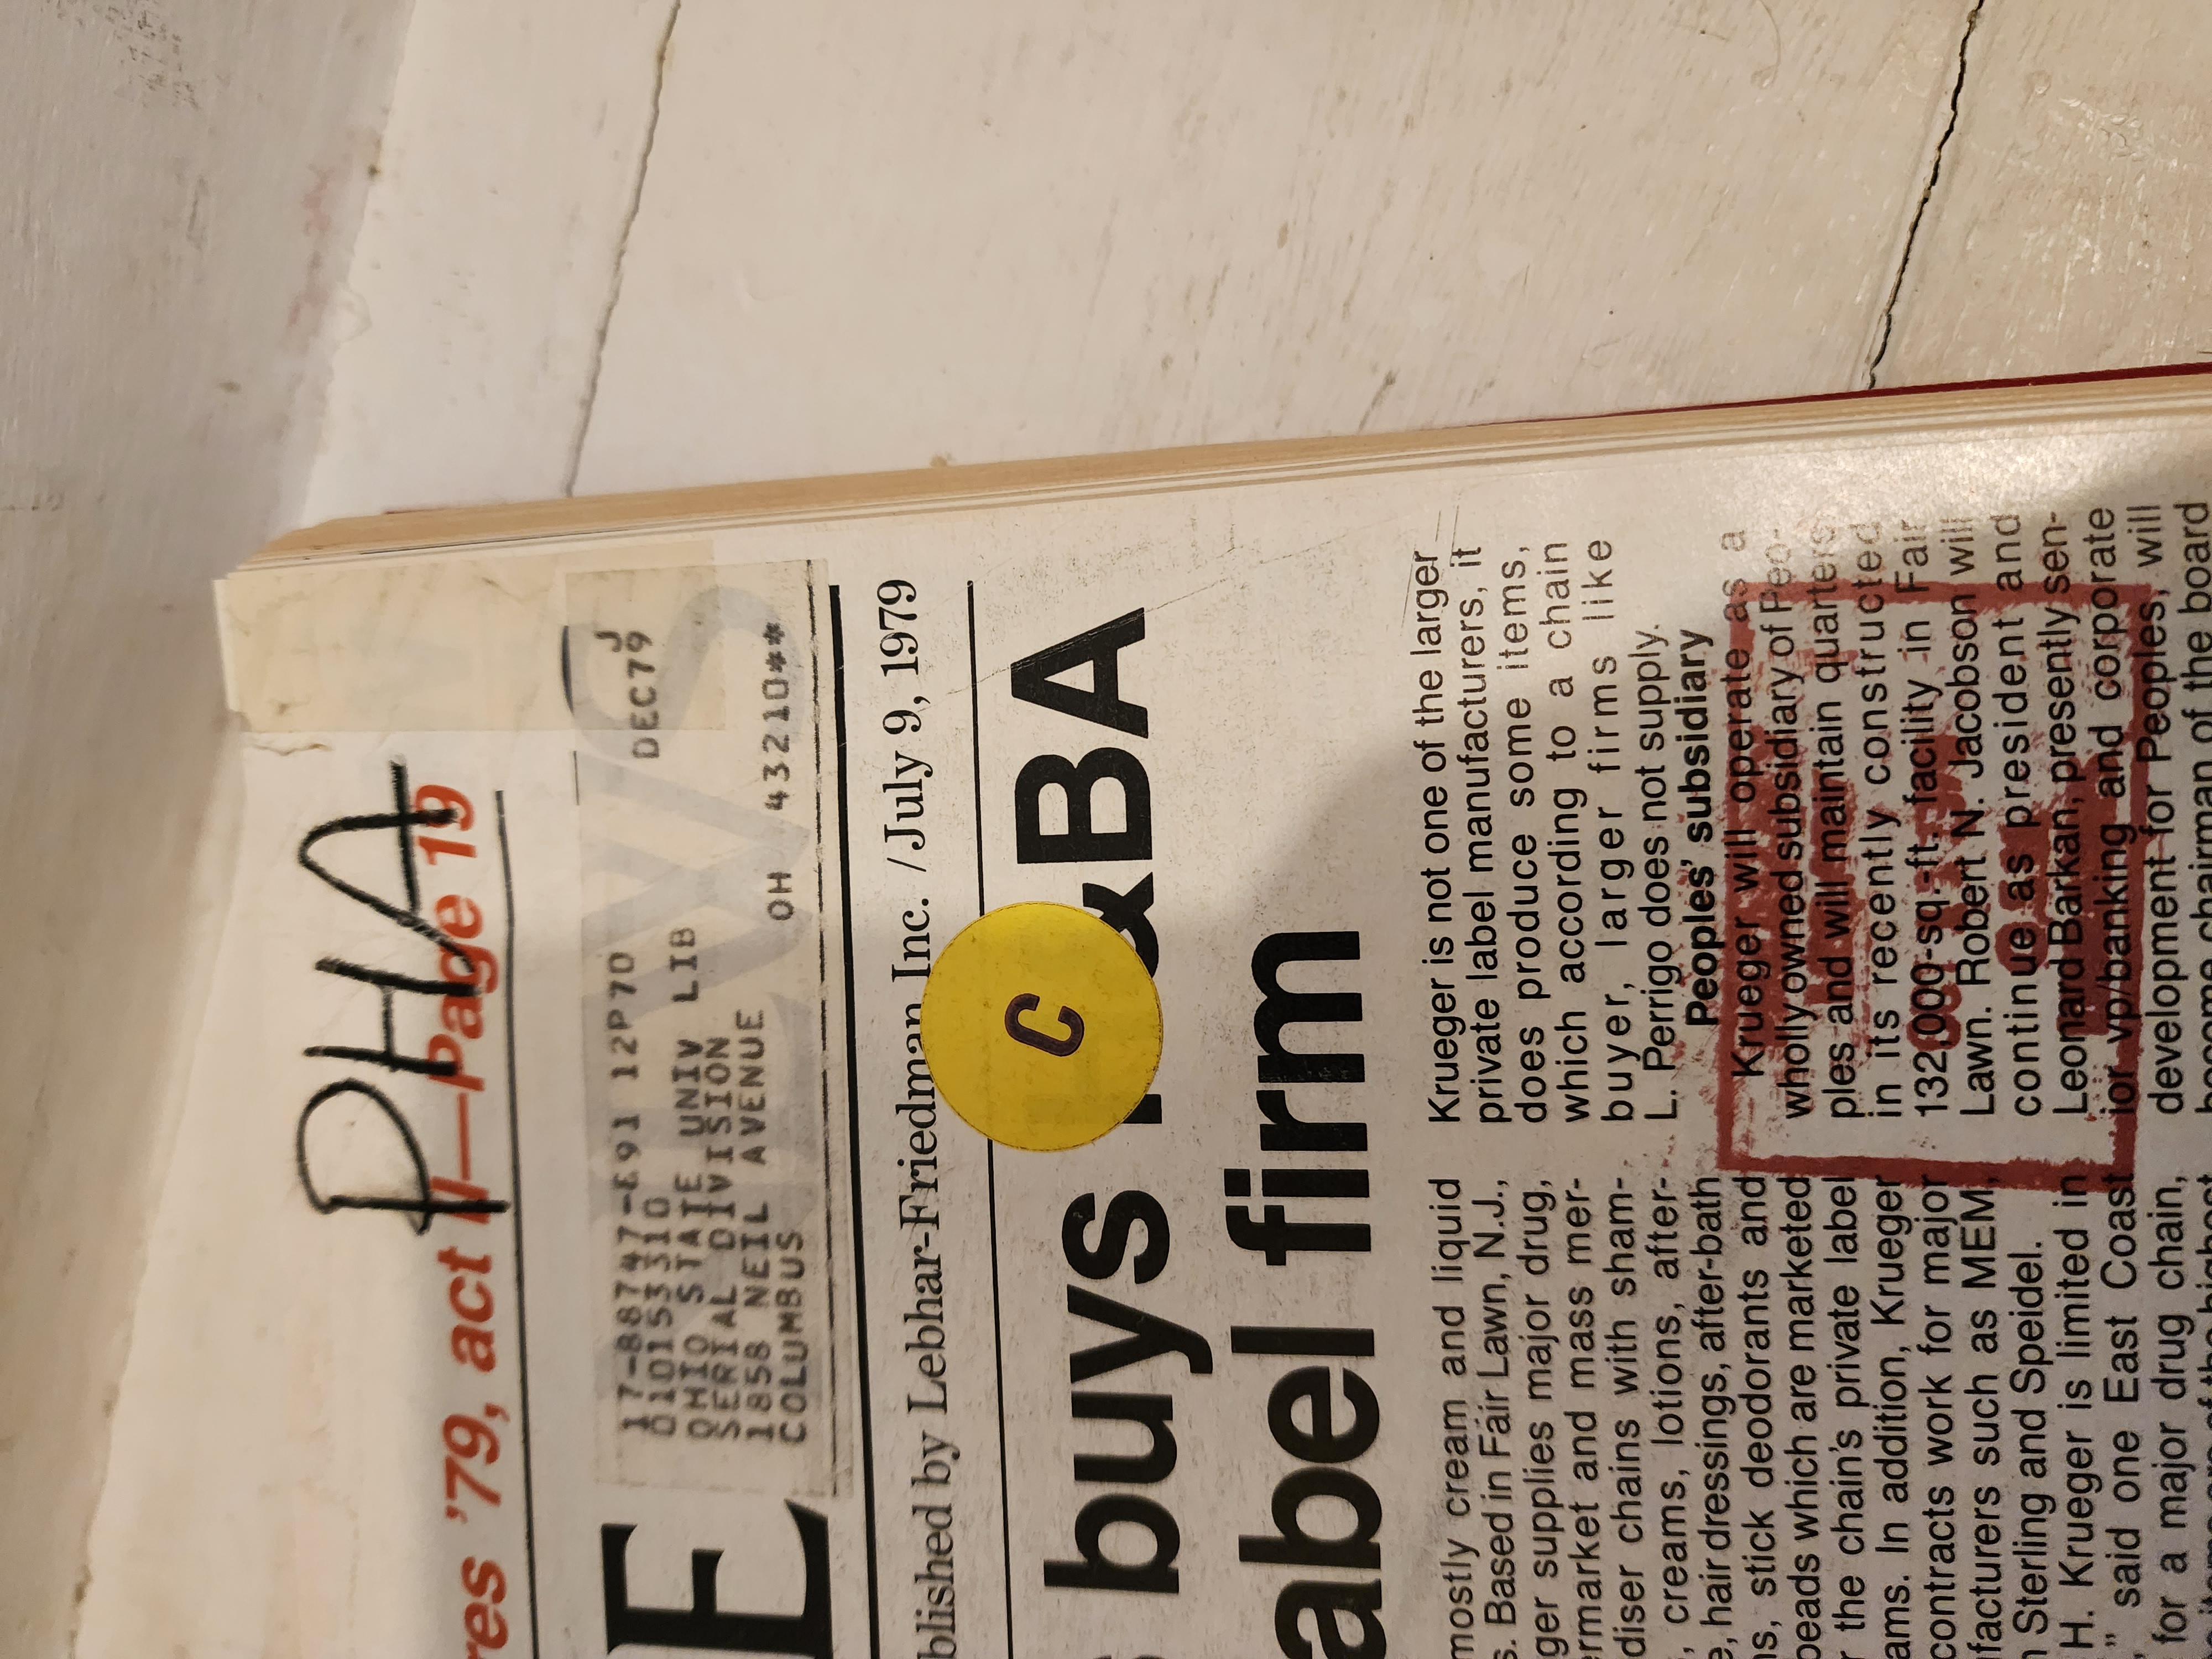 PHA
res '79, act II—Page 19
17-88747-E91 12P70
DEC79 J
010153310
OHIO STATE UNIV LIB
SERIAL DIVISION
1858 NEIL AVENUE
COLUMBUS OH 43210**
E NEWS
blished by Lebhar-Friedman Inc. / July 9, 1979
buys &BA
abel firm
C
mostly cream and liquid
s. Based in Fair Lawn, N.J.,
ger supplies major drug,
ermarket and mass mer-
diser chains with sham-
, creams, lotions, after-
e, hair dressings, after-bath
ns, stick deodorants and
beads which are marketed
r the chain's private label
ams. In addition, Krueger
contracts work for major
facturers such as MEM,
n Sterling and Speidel.
H. Krueger is limited in
" said one East Coast
for a major drug chain,
Krueger is not one of the larger
private label manufacturers, it
does produce some items,
which according to a chain
buyer, larger firms like
L. Perrigo does not supply.
Peoples' subsidiary
Krueger will operate as a
wholly owned subsidiary of Peo-
ples and will maintain quarters
in its recently constructed
132,000-sq.-ft. facility in Fair
Lawn. Robert N. Jacobson will
continue as president and
Leonard Barkan, presently sen-
ior vp/banking and corporate
development for Peoples, will
become chairman of the board